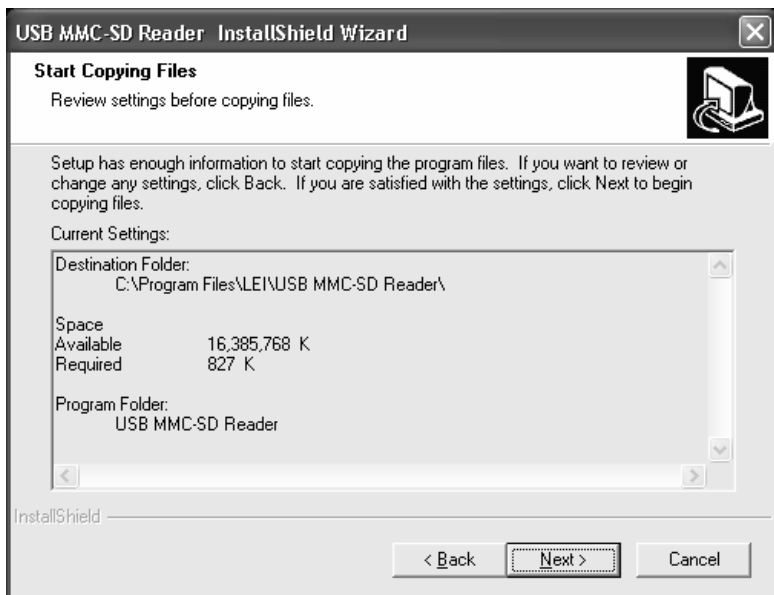 USB MMC-SD Reader  InstallShield Wizard
Start Copying Files
Review settings before copying files.
Setup has enough information to start copying the program files.  If you want to review or
change any settings, click Back.  If you are satisfied with the settings, click Next to begin
copying files.
Current Settings:
Destination Folder:
C:\Program Files\LEI\USB MMC-SD Reader\
Space
Available 16,385,768 K
Required 827 K
Program Folder:
USB MMC-SD Reader
InstallShield
< Back Next > Cancel